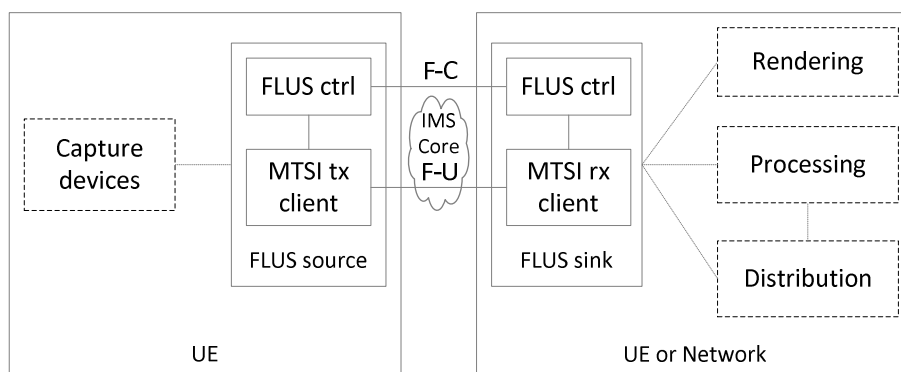 Capture
devices
FLUS ctrl
MTSI tx
client
FLUS source
UE
F-C
IMS
Core
F-U
FLUS ctrl
MTSI rx
client
FLUS sink
Rendering
Processing
Distribution
UE or Network